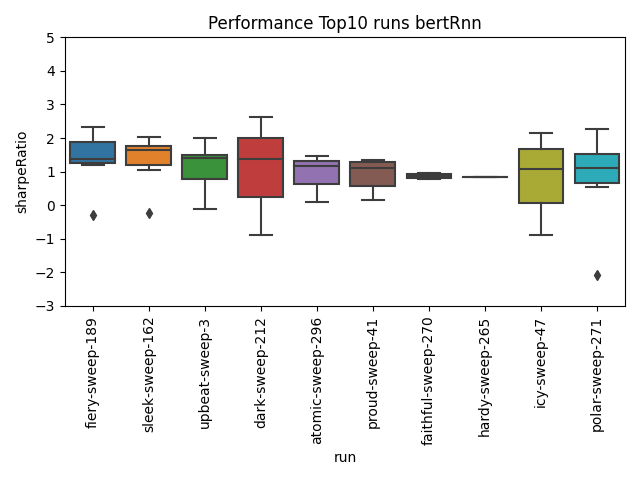 Performance Top10 runs bertRnn
5
4
3
2
1
0
−1
−2
−3
sharpeRatio
fiery-sweep-189
sleek-sweep-162
upbeat-sweep-3
dark-sweep-212
atomic-sweep-296
proud-sweep-41
faithful-sweep-270
hardy-sweep-265
icy-sweep-47
polar-sweep-271
run